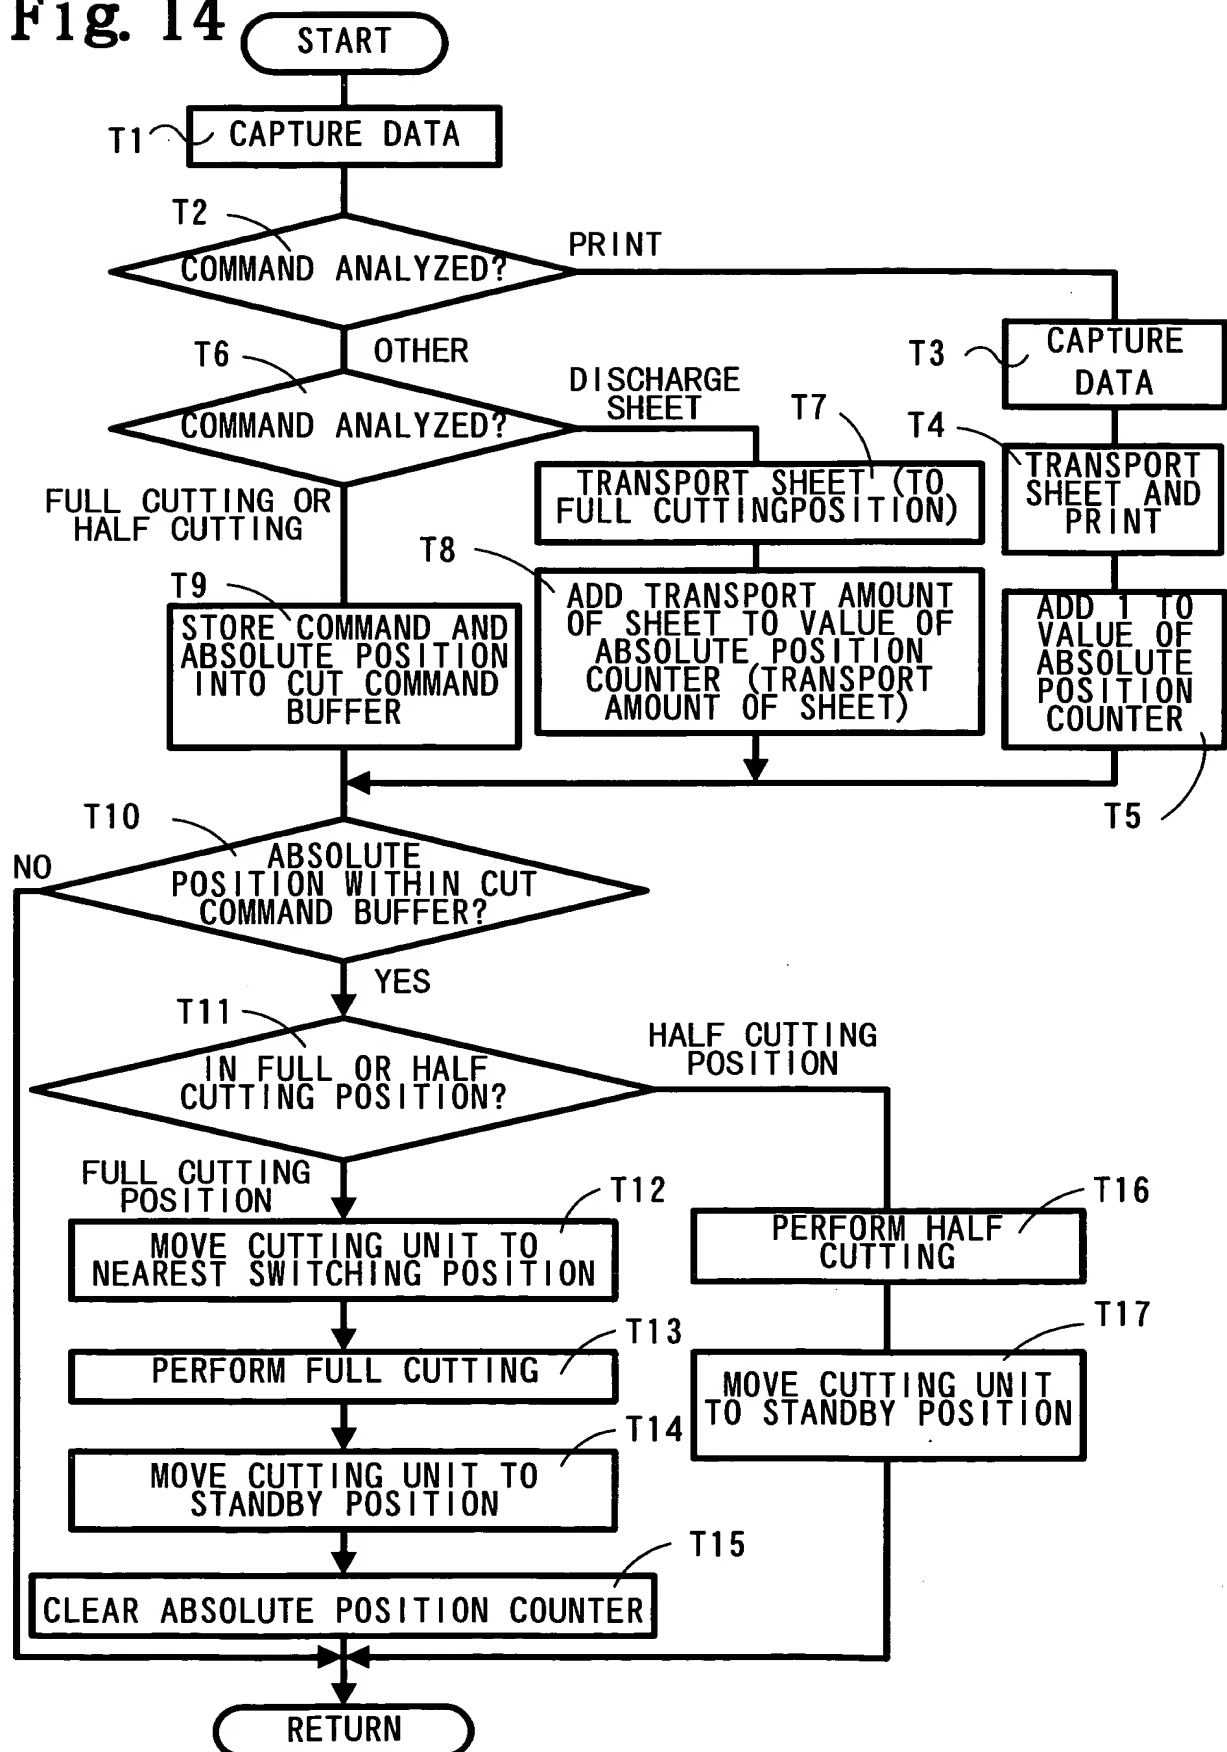 Fig. 14
START
T1
CAPTURE DATA
T2
COMMAND ANALYZED?
PRINT
T3
CAPTURE
DATA
T4
TRANSPORT
SHEET AND
PRINT
ADD 1 TO
VALUE OF
ABSOLUTE
POSITION
COUNTER
T5
OTHER
T6
COMMAND ANALYZED?
DISCHARGE
SHEET
T7
TRANSPORT SHEET (TO
FULL CUTTINGPOSITION)
T8
ADD TRANSPORT AMOUNT
OF SHEET TO VALUE OF
ABSOLUTE POSITION
COUNTER (TRANSPORT
AMOUNT OF SHEET)
FULL CUTTING OR
HALF CUTTING
T9
STORE COMMAND AND
ABSOLUTE POSITION
INTO CUT COMMAND
BUFFER
T10
ABSOLUTE
POSITION WITHIN CUT
COMMAND BUFFER?
NO
YES
T11
IN FULL OR HALF
CUTTING POSITION?
HALF CUTTING
POSITION
FULL CUTTING
POSITION
T12
MOVE CUTTING UNIT TO
NEAREST SWITCHING POSITION
T13
PERFORM FULL CUTTING
T14
MOVE CUTTING UNIT TO
STANDBY POSITION
T15
CLEAR ABSOLUTE POSITION COUNTER
T16
PERFORM HALF
CUTTING
T17
MOVE CUTTING UNIT
TO STANDBY POSITION
RETURN